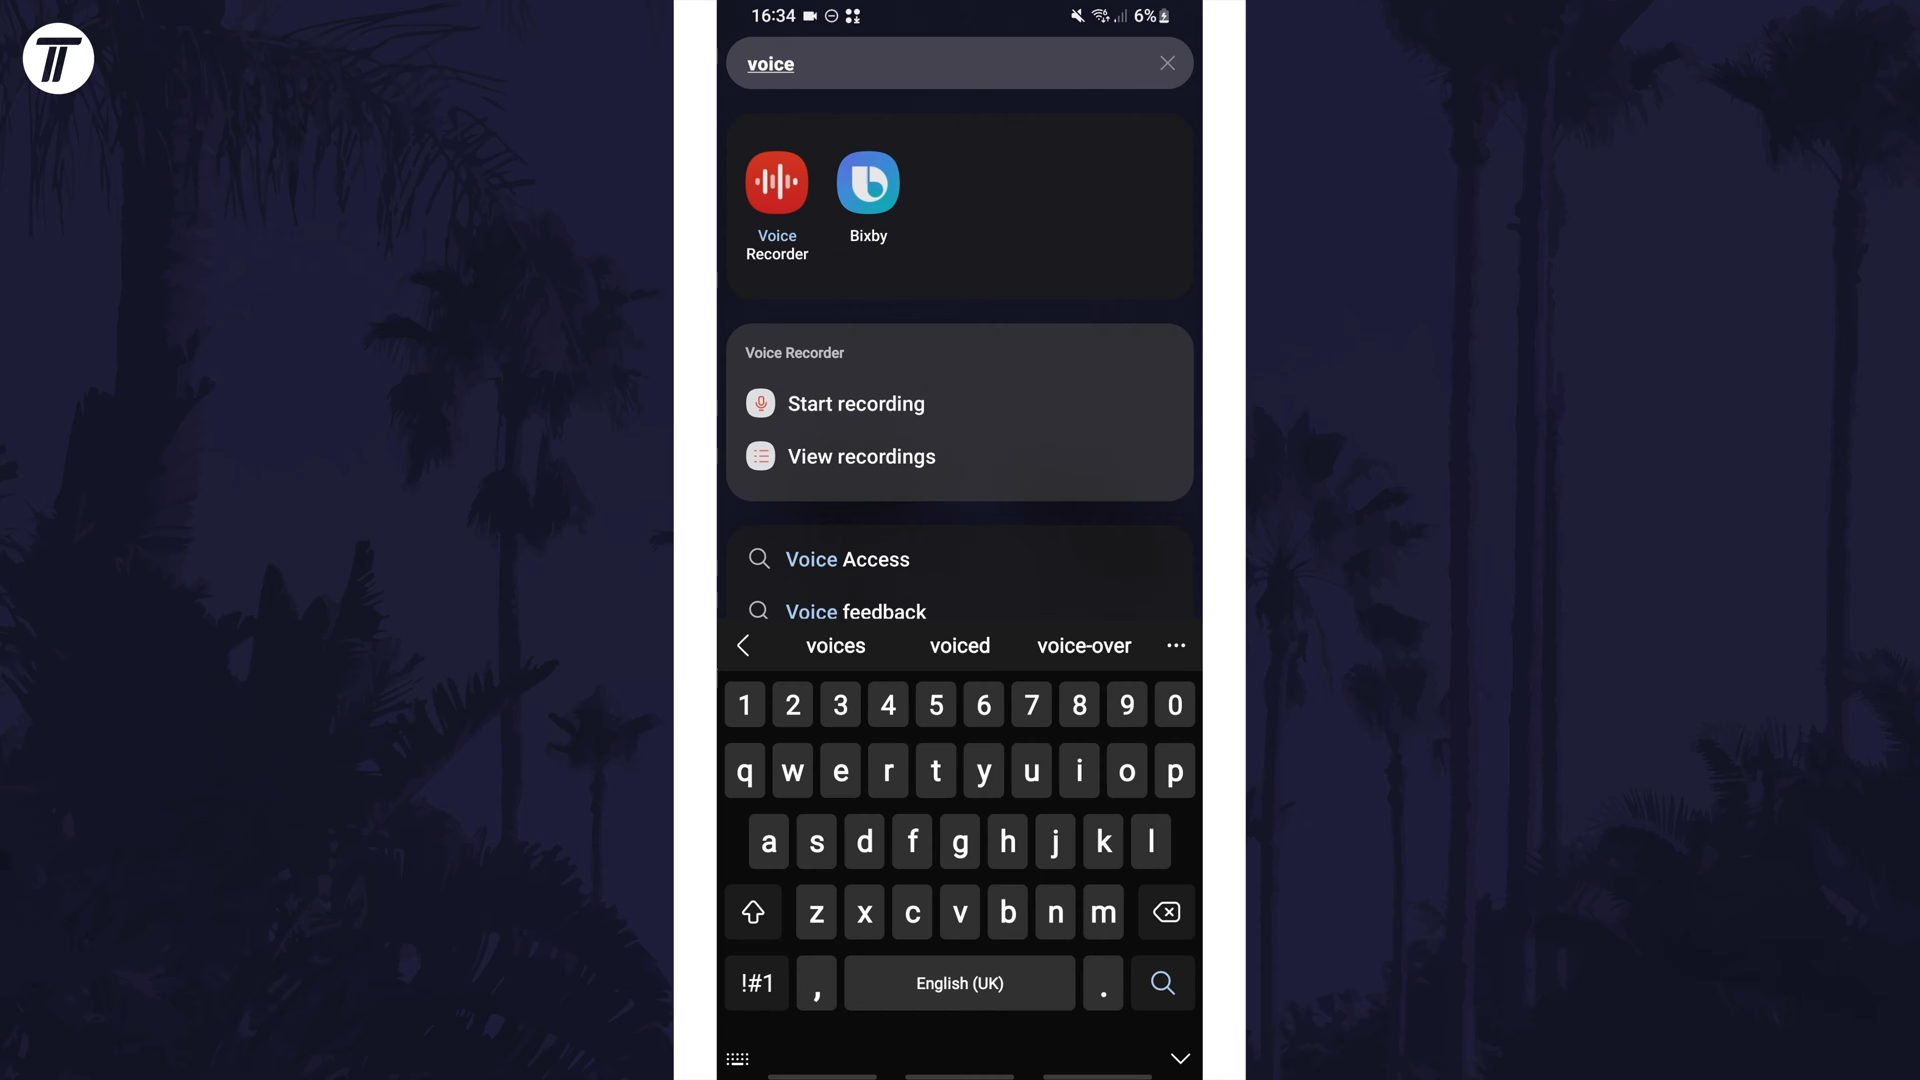 16:34
6%
voice
Voice
Recorder
Bixby
Voice Recorder
Start recording
View recordings
Voice Access
Voice feedback
voices voiced voice-over ...
1 2 3 4 5 6 7 8 9 0
q w e r t y u i o p
a s d f g h j k l
z x c v b n m
!#1 , English (UK) .